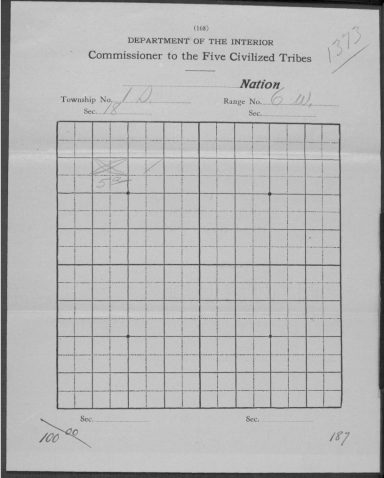 (168)
1373
DEPARTMENT OF THE INTERIOR
Commissioner to the Five Civilized Tribes
Nation
Township No. 1 S. Range No. 6 W.
Sec. 18 Sec.
Sec. Sec.
100 00
187